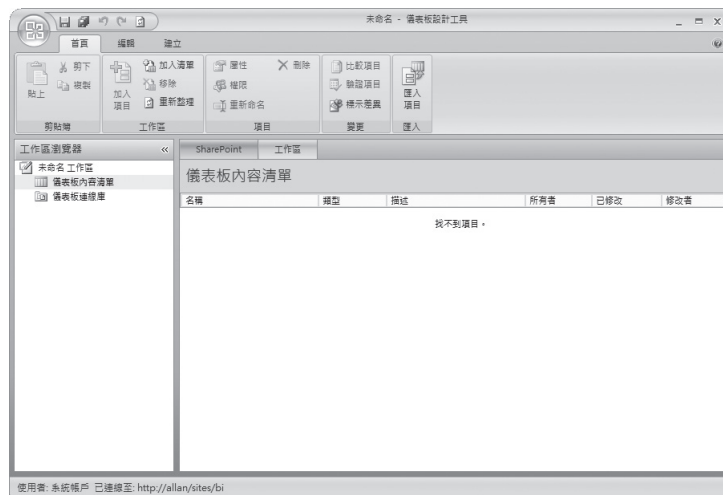 未命名 - 儀表板設計工具
首頁 編輯 建立
貼上 剪下 複製
剪貼簿
加入項目 加入清單 移除 重新整理
工作區
屬性 權限 重新命名 刪除
項目
比較項目 驗證項目 標示差異
變更
匯入項目
匯入
工作區瀏覽器 «
未命名 工作區
儀表板內容清單
儀表板連線庫
SharePoint 工作區
儀表板內容清單
名稱 類型 描述 所有者 已修改 修改者
找不到項目。
使用者: 系統帳戶 已連線至: http://allan/sites/bi